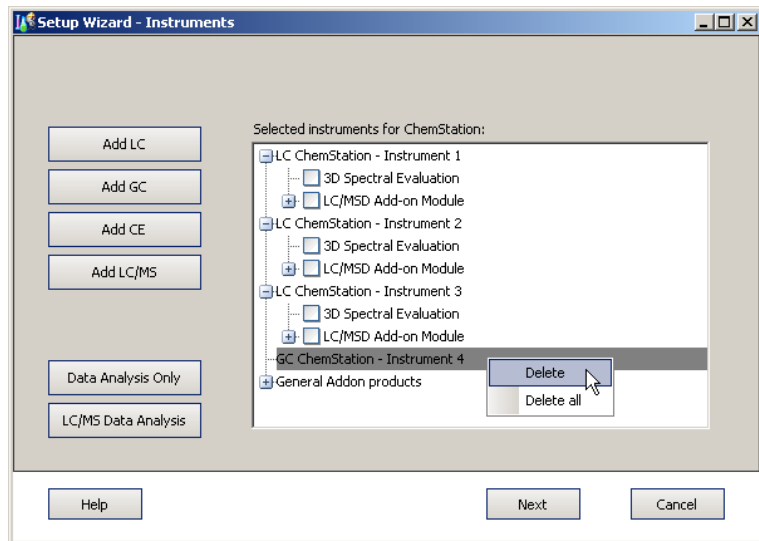 Setup Wizard - Instruments
Selected instruments for ChemStation:
Add LC
Add GC
Add CE
Add LC/MS
Data Analysis Only
LC/MS Data Analysis
LC ChemStation - Instrument 1
3D Spectral Evaluation
LC/MSD Add-on Module
LC ChemStation - Instrument 2
3D Spectral Evaluation
LC/MSD Add-on Module
LC ChemStation - Instrument 3
3D Spectral Evaluation
LC/MSD Add-on Module
GC ChemStation - Instrument 4
General Addon products
Delete
Delete all
Help
Next
Cancel